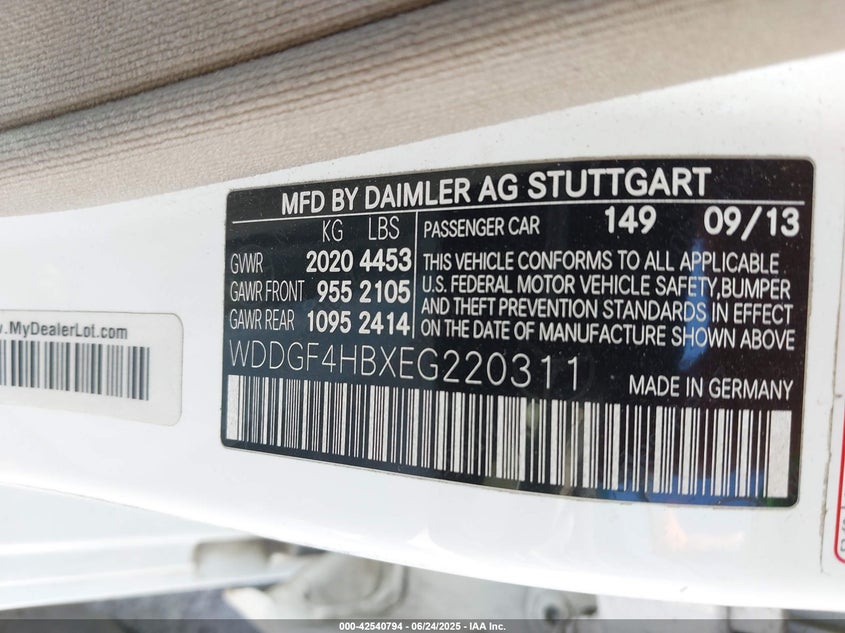 MFD BY DAIMLER AG STUTTGART
KG LBS
GVWR 2020 4453
GAWR FRONT 955 2105
GAWR REAR 1095 2414
PASSENGER CAR 149 09/13
THIS VEHICLE CONFORMS TO ALL APPLICABLE
U.S. FEDERAL MOTOR VEHICLE SAFETY,BUMPER
AND THEFT PREVENTION STANDARDS IN EFFECT
ON THE DATE OF MANUFACTURE SHOWN ABOVE
WDDGF4HBXEG220311
MADE IN GERMANY
.MyDealerLot.com
000-42540794 - 06/24/2025 - IAA Inc.